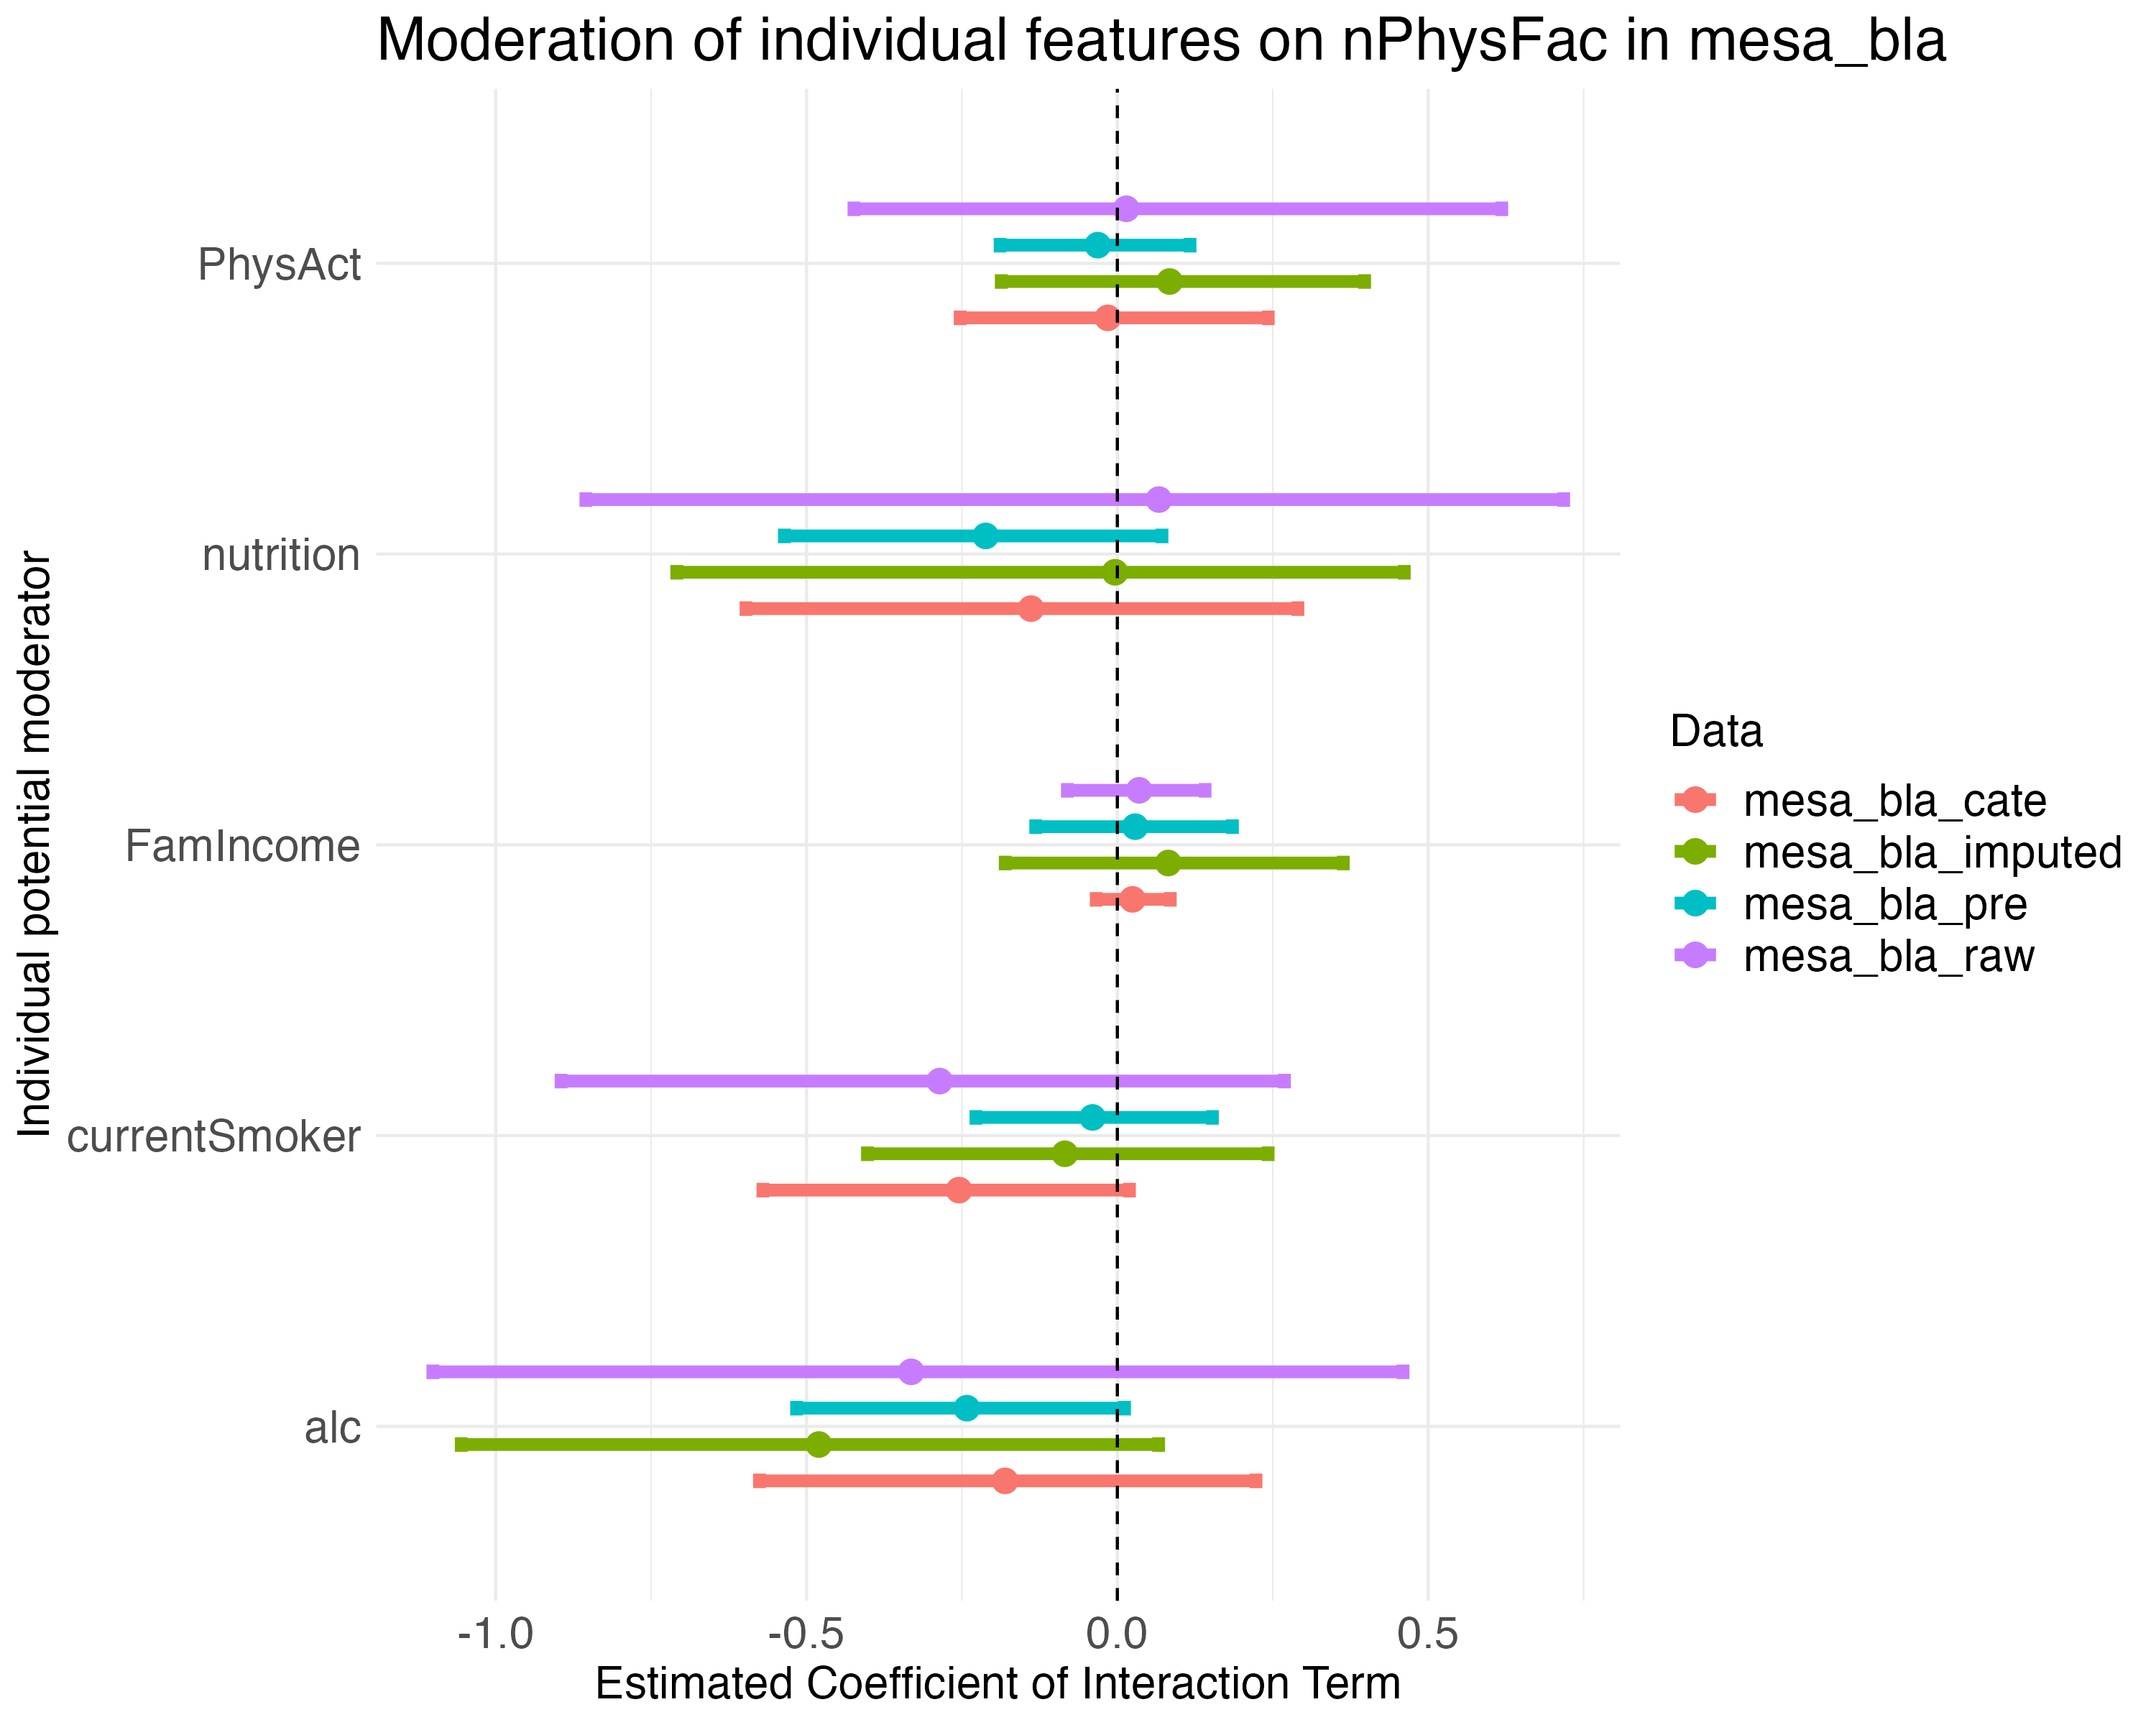 Moderation of individual features on nPhysFac in mesa_bla
Individual potential moderator
PhysAct
nutrition
FamIncome
currentSmoker
alc
-1.0
-0.5
0.0
0.5
Estimated Coefficient of Interaction Term
Data
mesa_bla_cate
mesa_bla_imputed
mesa_bla_pre
mesa_bla_raw